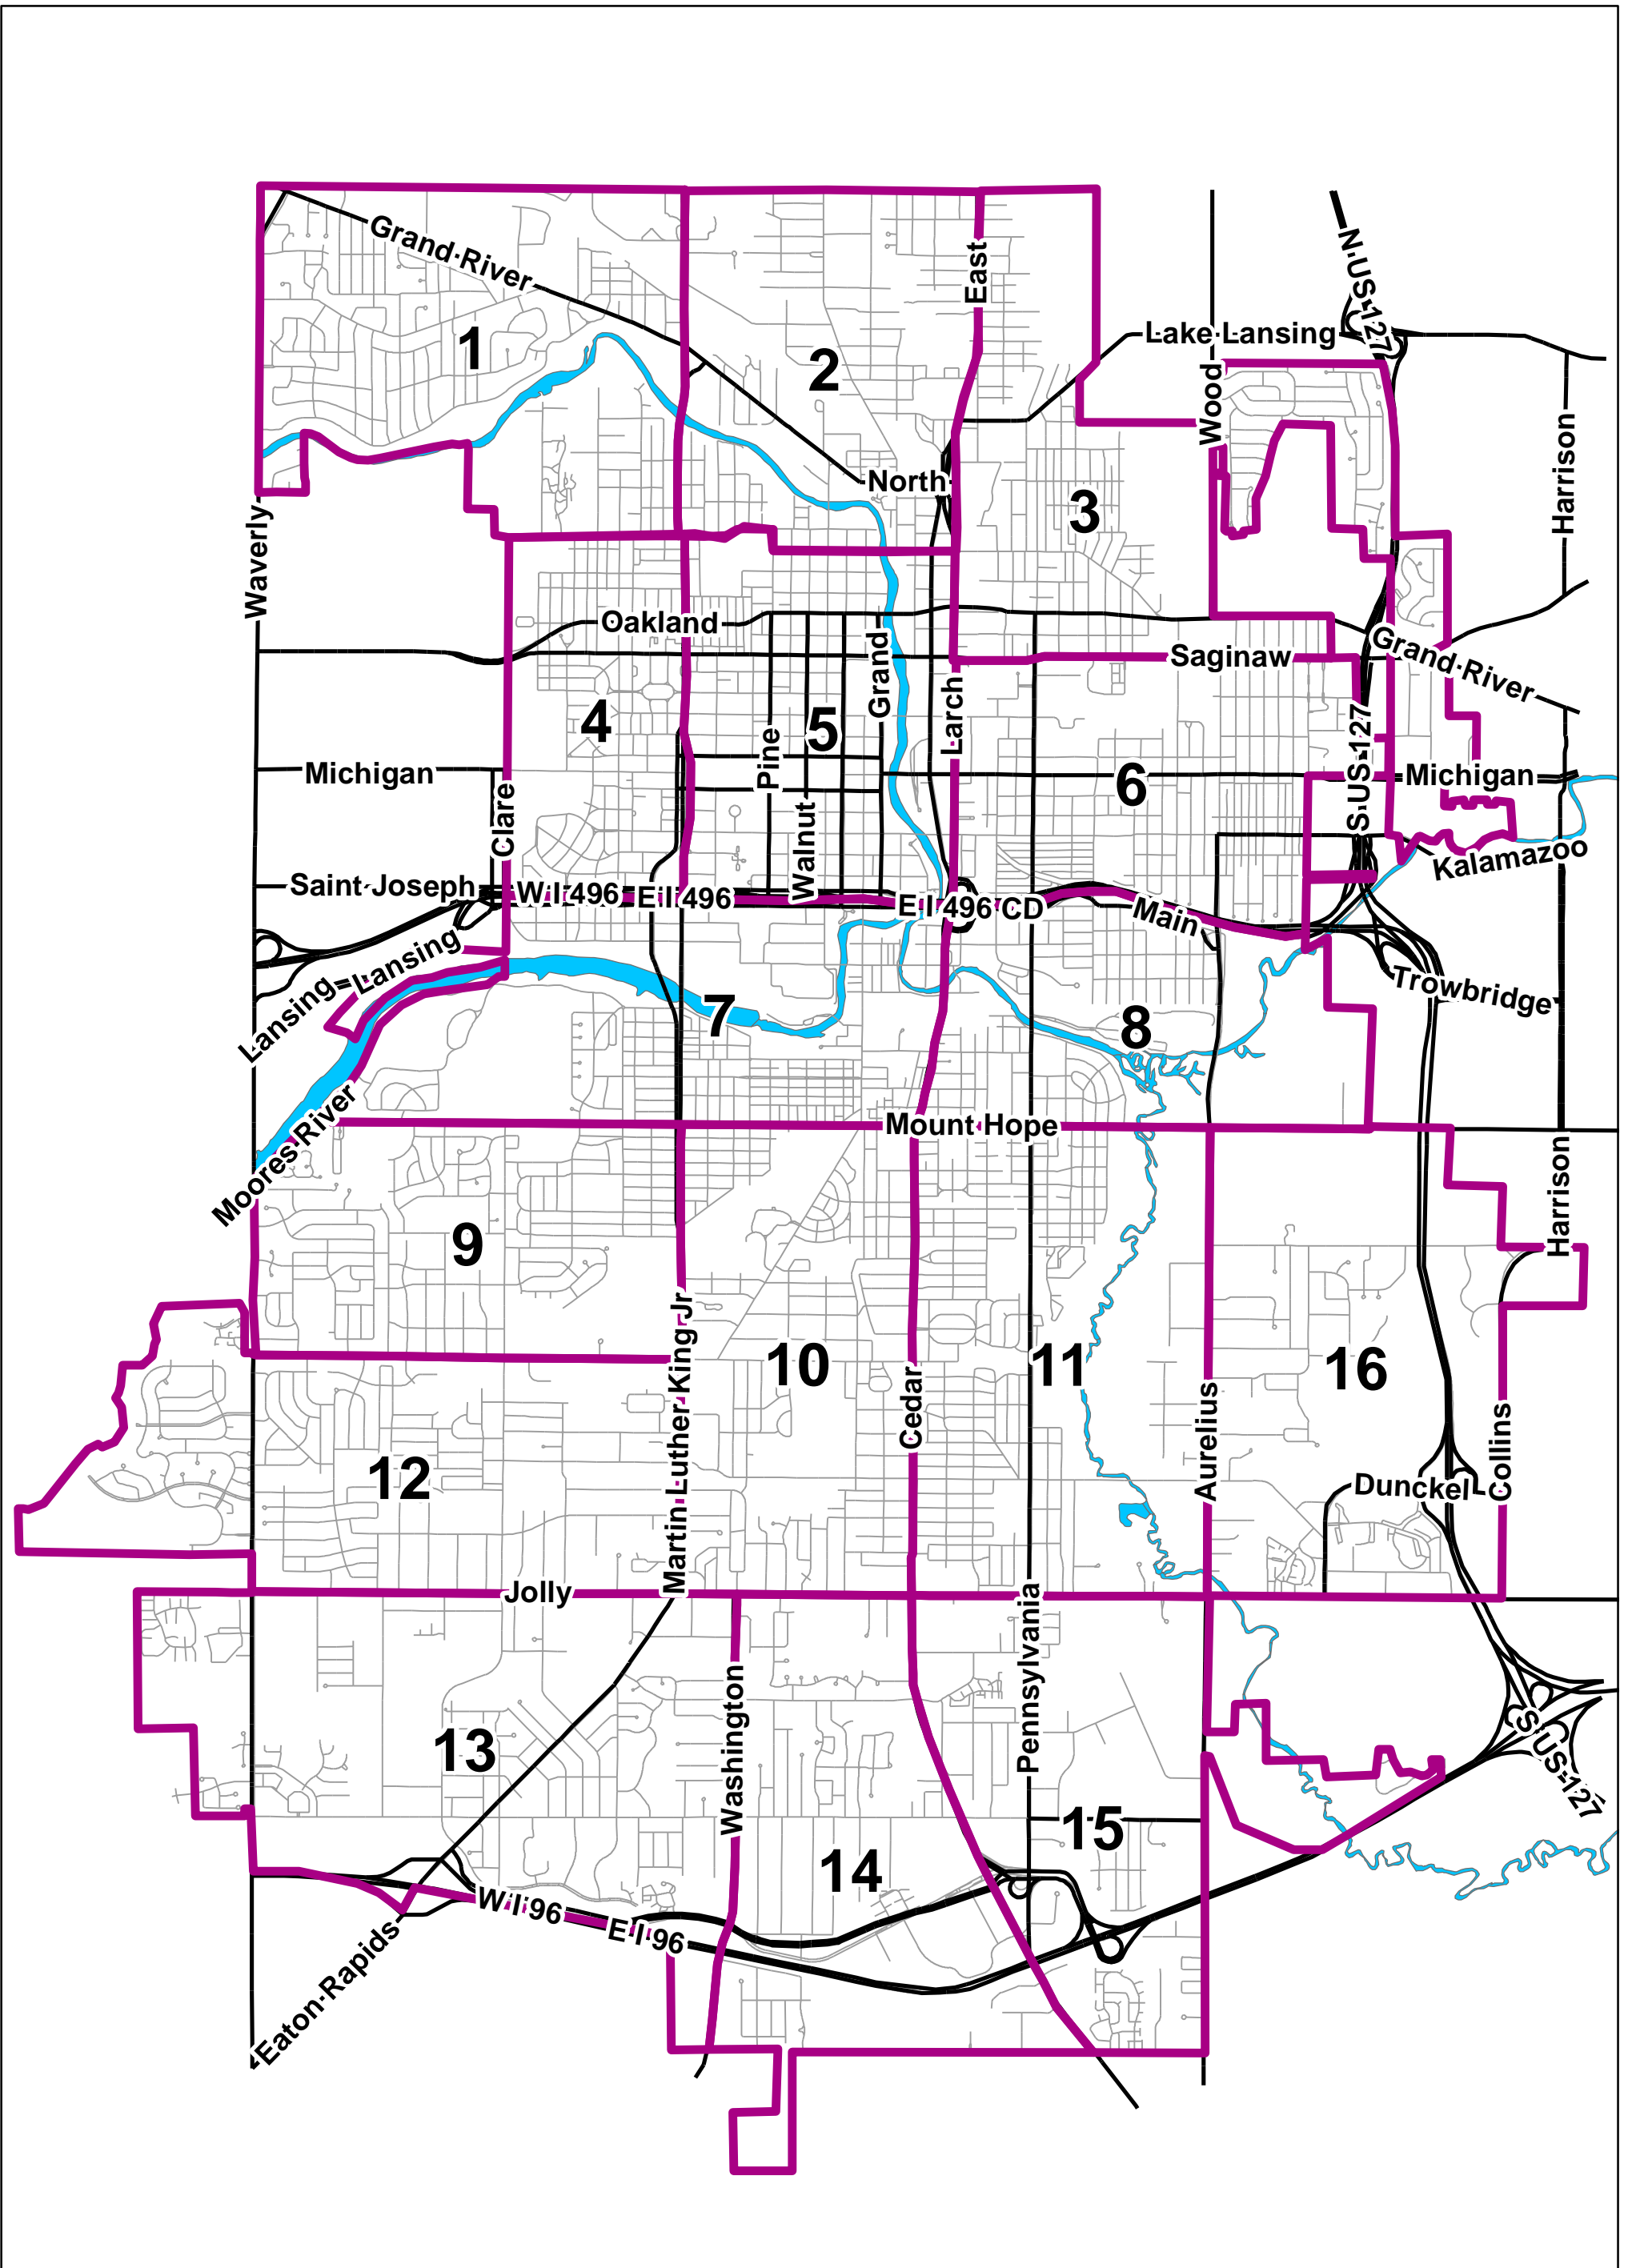 Grand River
East
N US 127
Lake Lansing
1
2
Wood
Harrison
North
3
Waverly
Oakland
Grand River
Saginaw
Grand
4
5
Larch
Pine
S US 127
Michigan
6
Michigan
Clare
Walnut
Kalamazoo
Saint Joseph
W I 496
E I 496
E I 496 CD
Main
Lansing
Lansing
Trowbridge
7
8
Moores River
Mount Hope
Harrison
9
Martin Luther King Jr
10
11
16
Cedar
Aurelius
Collins
12
Dunckel
Jolly
Pennsylvania
Washington
13
S US 127
15
14
W I 96
E I 96
Eaton Rapids